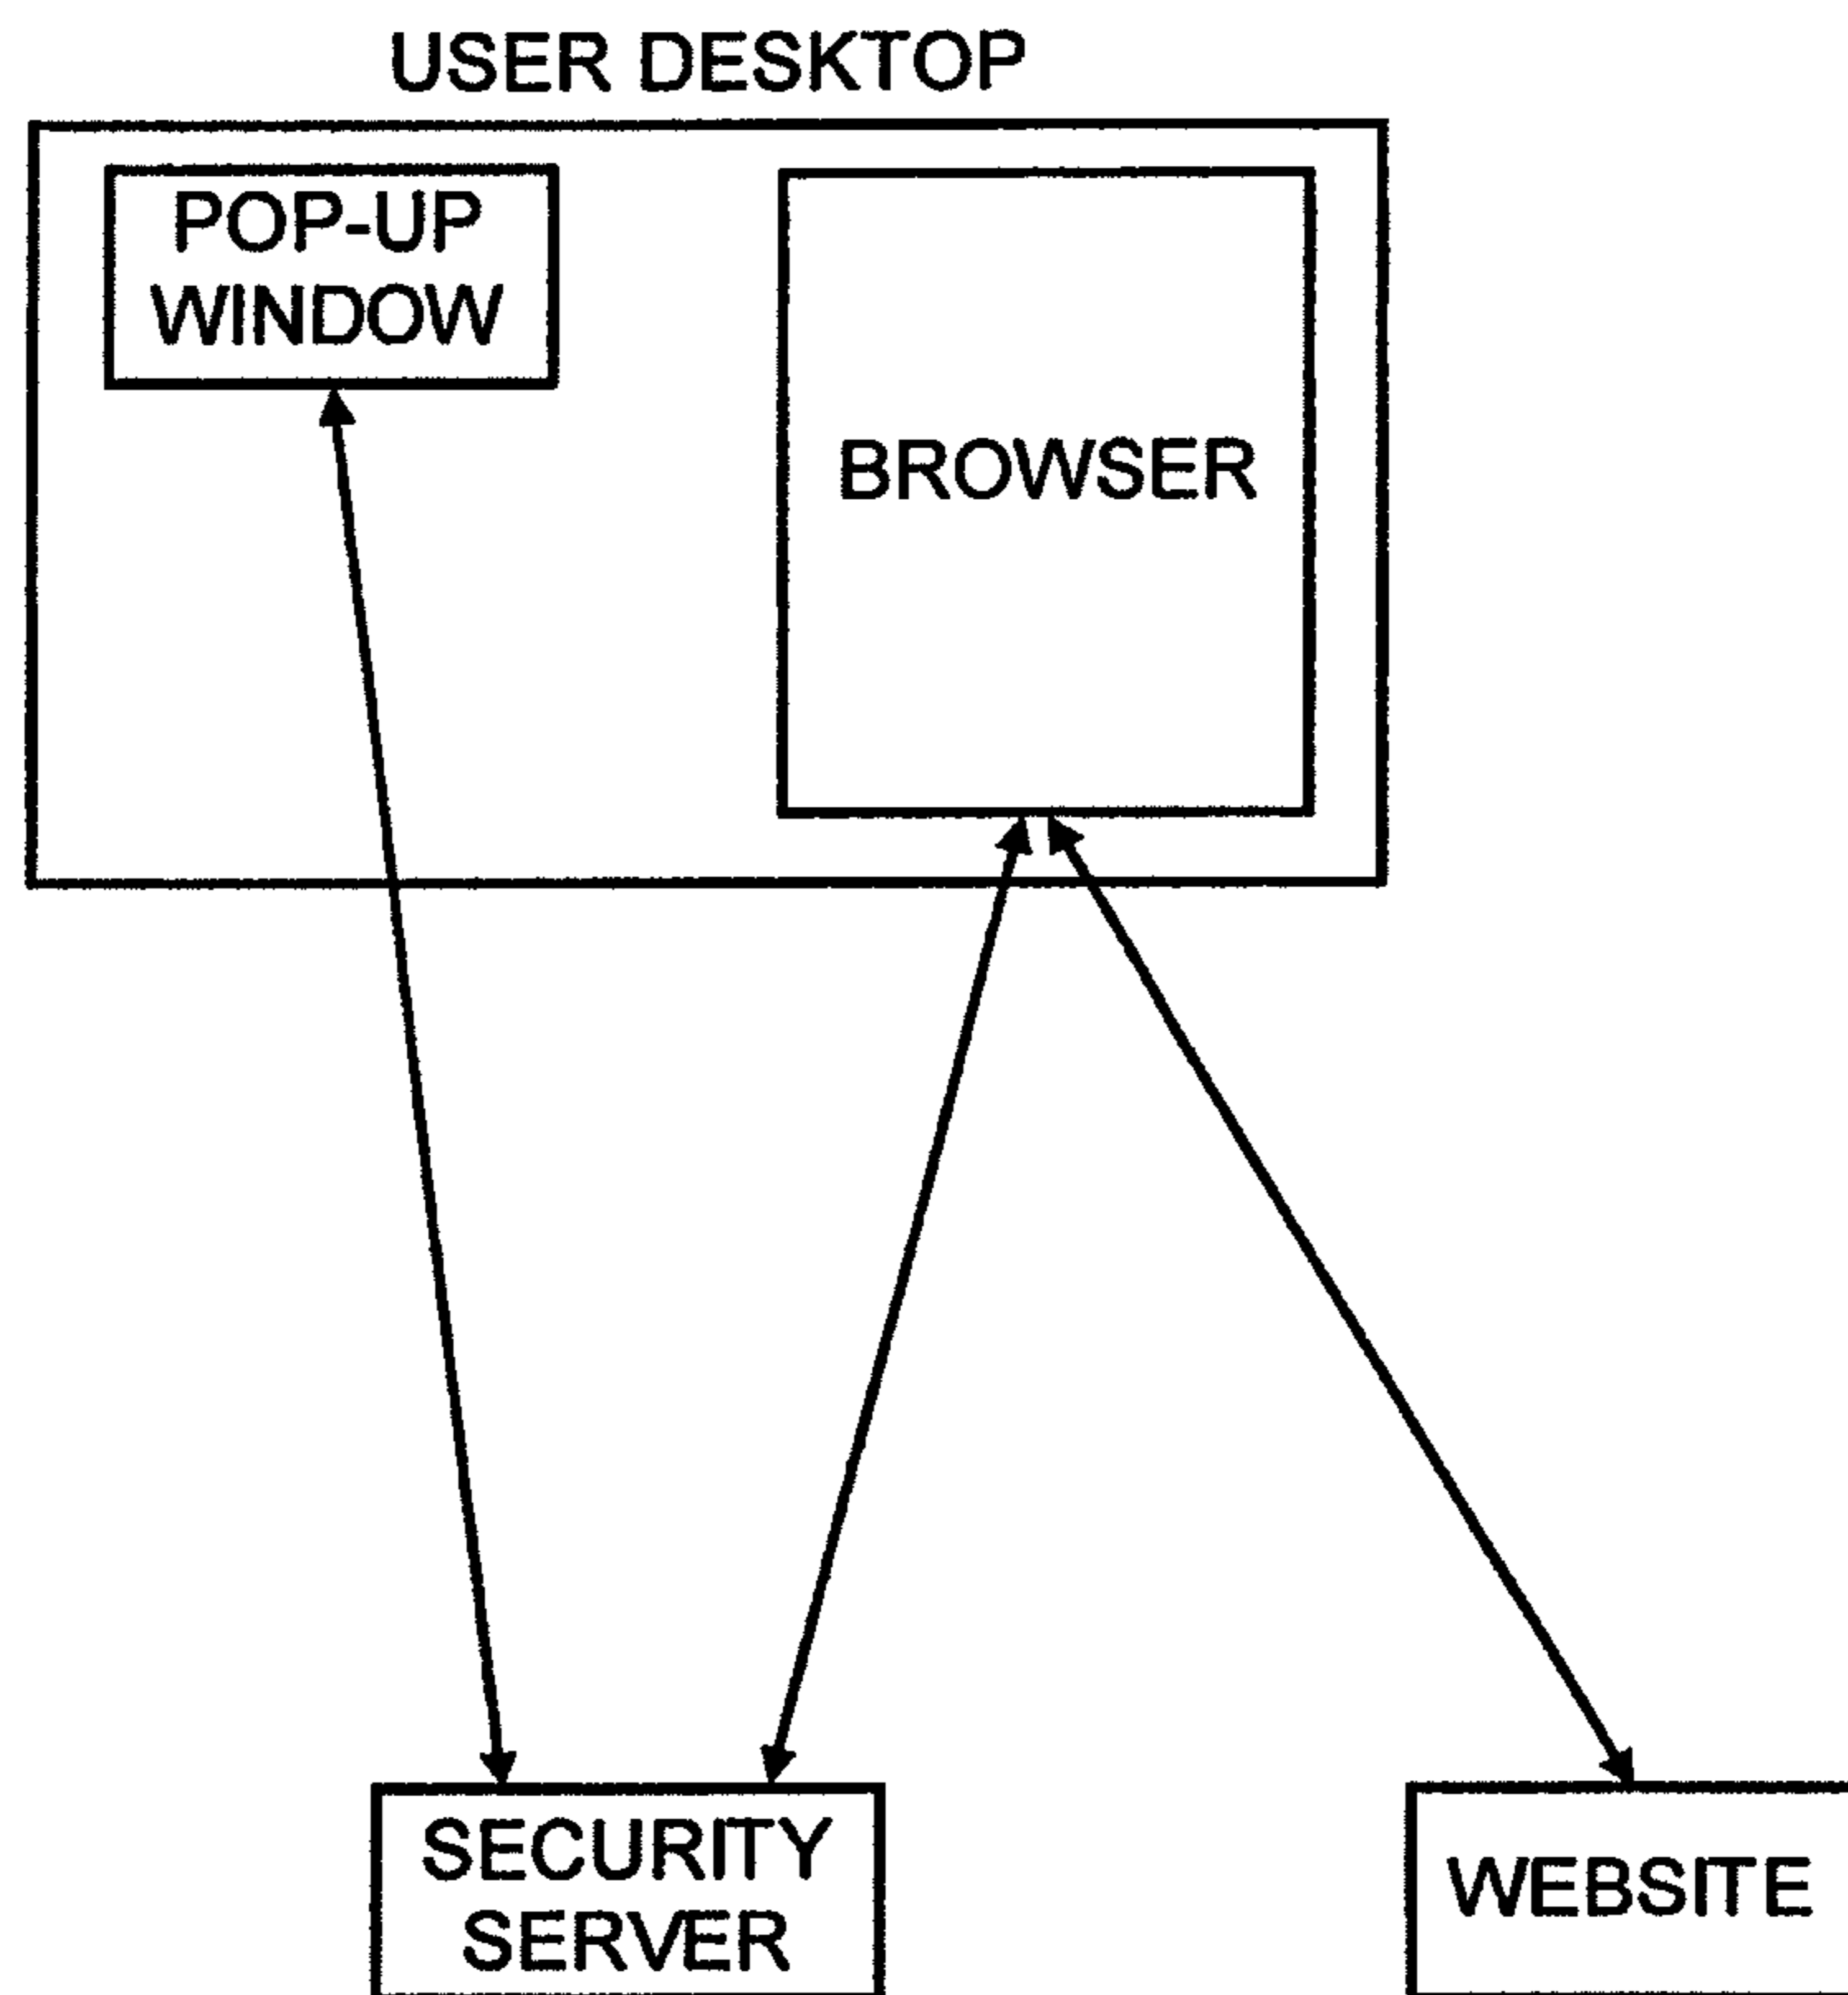 USER DESKTOP
POP-UP
WINDOW
BROWSER
SECURITY
SERVER
WEBSITE